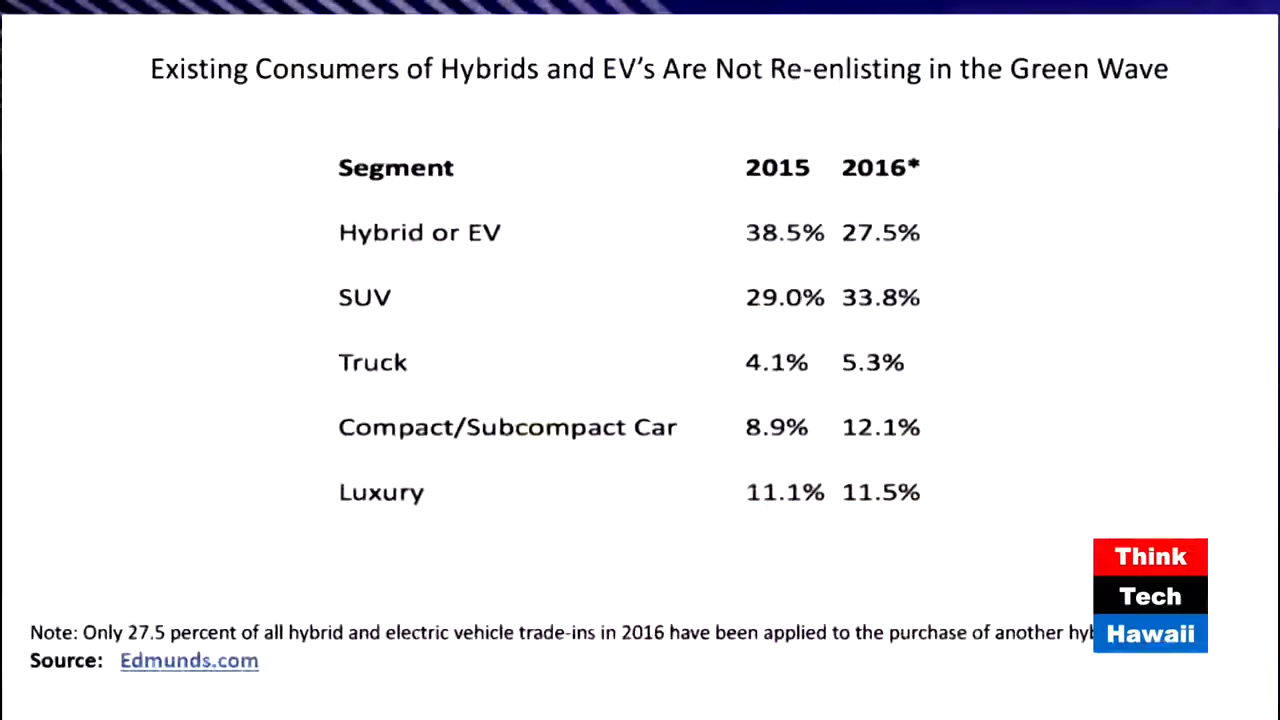 Existing Consumers of Hybrids and EV's Are Not Re-enlisting in the Green Wave
Segment 2015 2016*
Hybrid or EV 38.5% 27.5%
SUV 29.0% 33.8%
Truck 4.1% 5.3%
Compact/Subcompact Car 8.9% 12.1%
Luxury 11.1% 11.5%
Think
Tech
Hawaii
Note: Only 27.5 percent of all hybrid and electric vehicle trade-ins in 2016 have been applied to the purchase of another
Source: Edmunds.com